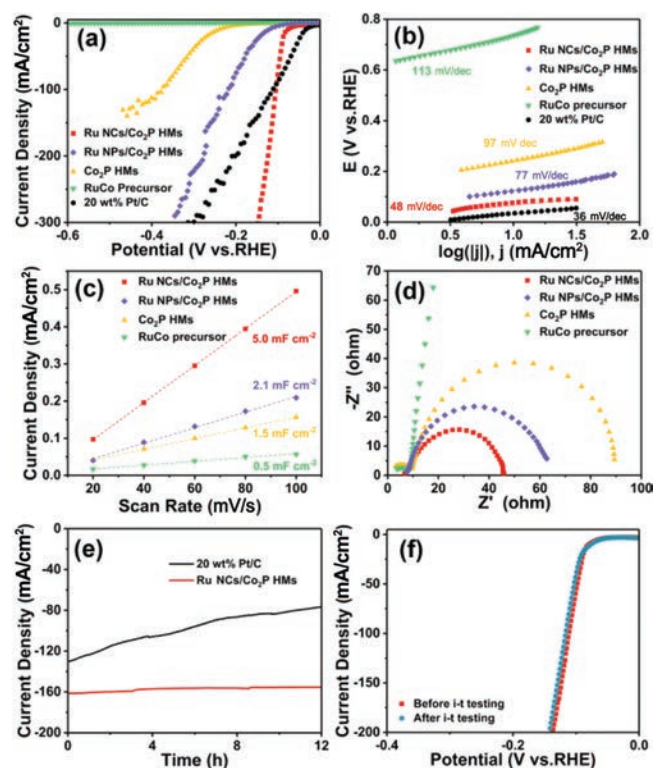 (a)
Current Density (mA/cm²)
0
-100
-200
-300
Ru NCs/Co₂P HMs
Ru NPs/Co₂P HMs
Co₂P HMs
RuCo Precursor
20 wt% Pt/C
-0.6
-0.4
-0.2
0.0
Potential (V vs.RHE)
(b)
E (V vs.RHE)
0.8
0.6
0.4
0.2
0.0
113 mV/dec
Ru NCs/Co₂P HMs
Ru NPs/Co₂P HMs
Co₂P HMs
RuCo precursor
20 wt% Pt/C
97 mV dec
77 mV/dec
48 mV/dec
36 mV/dec
0.0
0.5
1.0
1.5
2.0
log(|j|), j (mA/cm²)
(c)
Current Density (mA/cm²)
0.5
0.4
0.3
0.2
0.1
0.0
Ru NCs/Co₂P HMs
Ru NPs/Co₂P HMs
Co₂P HMs
RuCo precursor
5.0 mF cm⁻²
2.1 mF cm⁻²
1.5 mF cm⁻²
0.5 mF cm⁻²
20
40
60
80
100
Scan Rate (mV/s)
(d)
-Z'' (ohm)
70
60
50
40
30
20
10
0
Ru NCs/Co₂P HMs
Ru NPs/Co₂P HMs
Co₂P HMs
RuCo precursor
0
20
40
60
80
100
Z' (ohm)
(e)
Current Density (mA/cm²)
0
-40
-80
-120
-160
-200
20 wt% Pt/C
Ru NCs/Co₂P HMs
0
4
8
12
Time (h)
(f)
Current Density (mA/cm²)
0
-50
-100
-150
-200
Before i-t testing
After i-t testing
-0.4
-0.2
0.0
Potential (V vs.RHE)